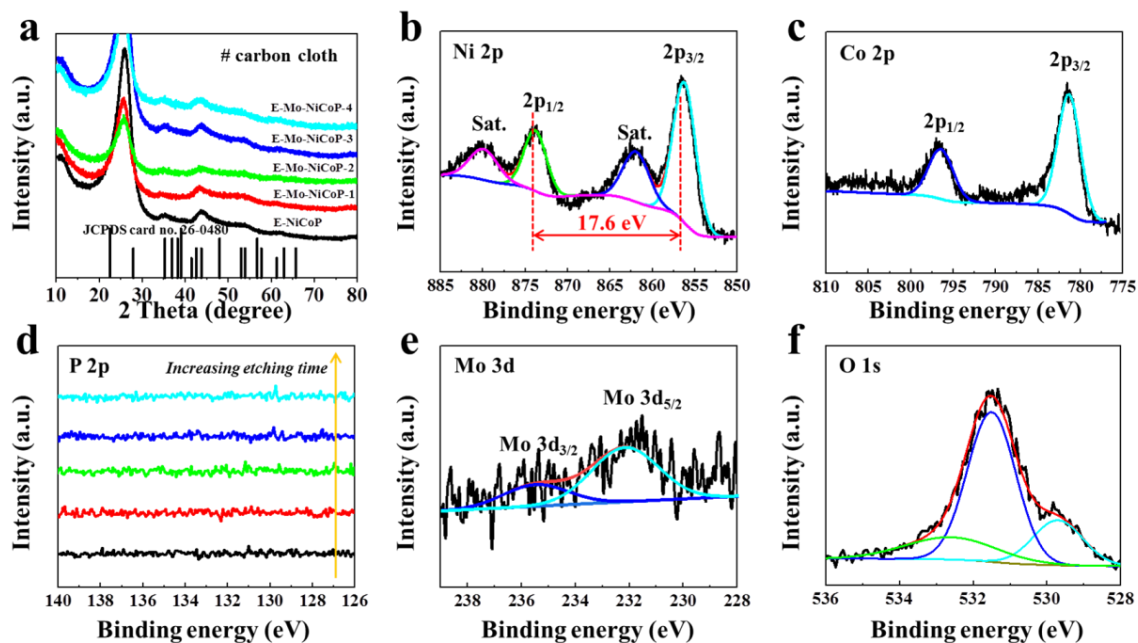 a
# carbon cloth
E-Mo-NiCoP-4
E-Mo-NiCoP-3
E-Mo-NiCoP-2
E-Mo-NiCoP-1
E-NiCoP
JCPDS card no. 26-0480
Intensity (a.u.)
10 20 30 40 50 60 70 80
2 Theta (degree)
b
Ni 2p
2p3/2
2p1/2
Sat.
Sat.
17.6 eV
Intensity (a.u.)
885 880 875 870 865 860 855 850
Binding energy (eV)
c
Co 2p
2p3/2
2p1/2
Intensity (a.u.)
810 805 800 795 790 785 780 775
Binding energy (eV)
d
P 2p
Increasing etching time
Intensity (a.u.)
140 138 136 134 132 130 128 126
Binding energy (eV)
e
Mo 3d
Mo 3d5/2
Mo 3d3/2
Intensity (a.u.)
238 236 234 232 230 228
Binding energy (eV)
f
O 1s
Intensity (a.u.)
536 534 532 530 528
Binding energy (eV)